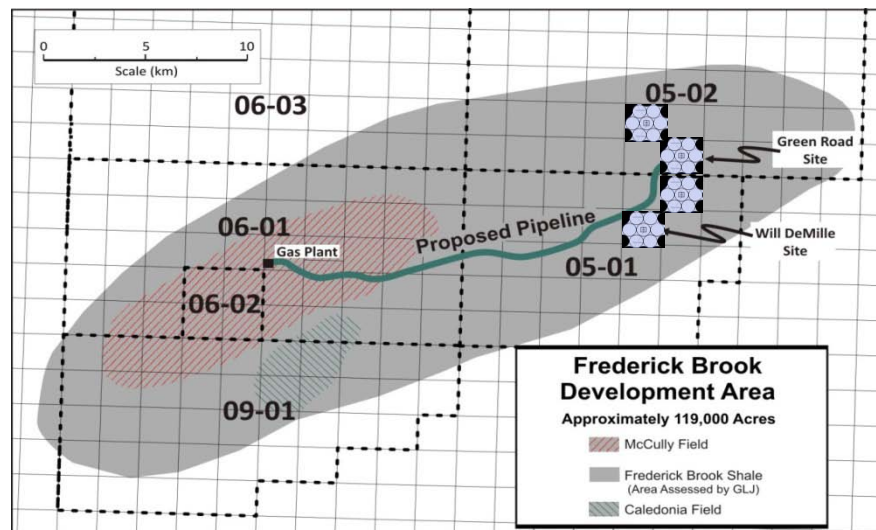 0 5 10
Scale (km)
06-03
05-02
Green Road
Site
06-01
Gas Plant
Proposed Pipeline
Will DeMille
Site
05-01
06-02
09-01
Frederick Brook
Development Area
Approximately 119,000 Acres
McCully Field
Frederick Brook Shale
(Area Assessed by GLJ)
Caledonia Field